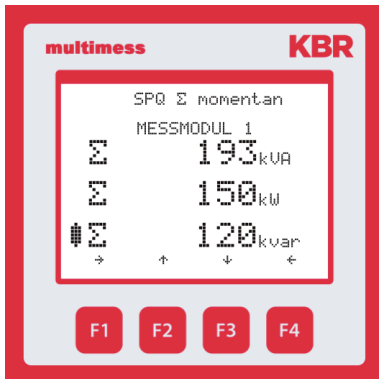 multimess KBR
SPQ Σ momentan
MESSMODUL 1
Σ 193kVA
Σ 150kW
Σ 120kvar
→ ↑ ↓ ←
F1 F2 F3 F4